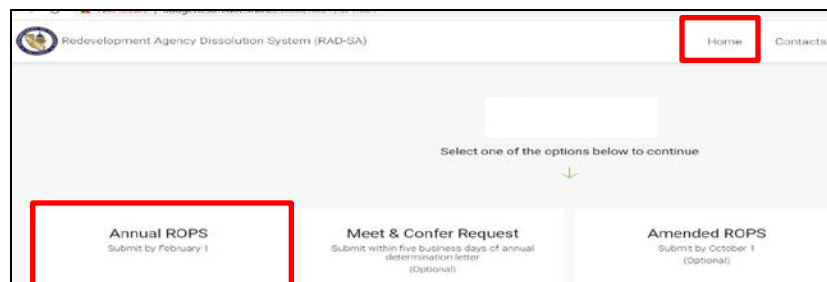 Redevelopment Agency Dissolution System (RAD-SA)
Home Contacts
Select one of the options below to continue
Annual ROPS
Submit by February 1
Meet & Confer Request
Submit within five business days of annual
determination letter
(Optional)
Amended ROPS
Submit by October 1
(Optional)